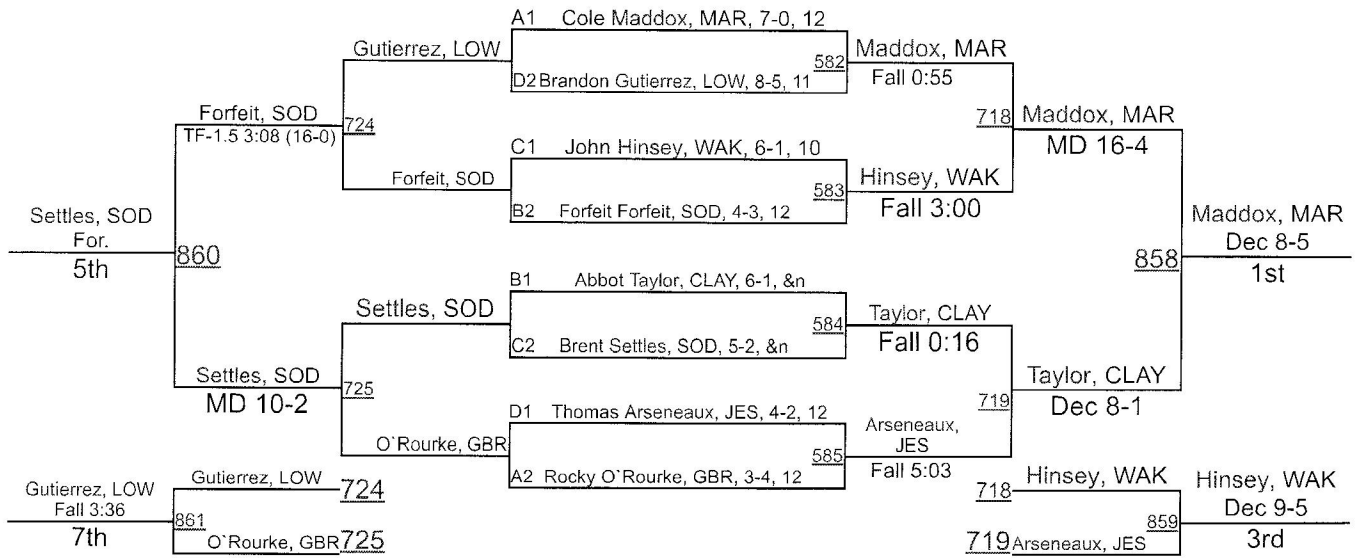 A1 Cole Maddox, MAR, 7-0, 12
Gutierrez, LOW
582
Maddox, MAR
Fall 0:55
D2 Brandon Gutierrez, LOW, 8-5, 11
Forfeit, SOD
TF-1.5 3:08 (16-0)
724
718
Maddox, MAR
MD 16-4
C1 John Hinsey, WAK, 6-1, 10
Forfeit, SOD
583
Hinsey, WAK
Fall 3:00
B2 Forfeit Forfeit, SOD, 4-3, 12
Settles, SOD
For.
5th
860
858
Maddox, MAR
Dec 8-5
1st
B1 Abbot Taylor, CLAY, 6-1, &n
Settles, SOD
584
Taylor, CLAY
Fall 0:16
C2 Brent Settles, SOD, 5-2, &n
Settles, SOD
MD 10-2
725
719
Taylor, CLAY
Dec 8-1
D1 Thomas Arseneaux, JES, 4-2, 12
O`Rourke, GBR
585
Arseneaux,
JES
Fall 5:03
A2 Rocky O`Rourke, GBR, 3-4, 12
Gutierrez, LOW
Fall 3:36
7th
Gutierrez, LOW 724
861
O`Rourke, GBR 725
718 Hinsey, WAK
859
719 Arseneaux, JES
Hinsey, WAK
Dec 9-5
3rd